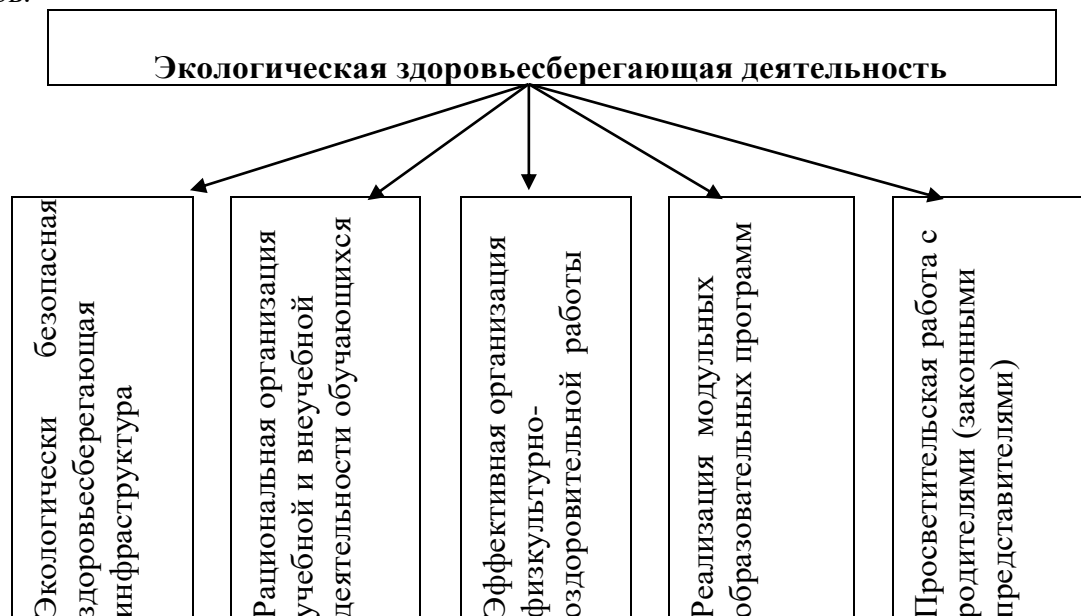 ов.
Экологическая здоровьесберегающая деятельность
Экологически безопасная
здоровьесберегающая
инфраструктура
Рациональная организация
учебной и внеучебной
деятельности обучающихся
Эффективная организация
физкультурно-
оздоровительной работы
Реализация модульных
образовательных программ
Просветительская работа с
родителями (законными
представителями)